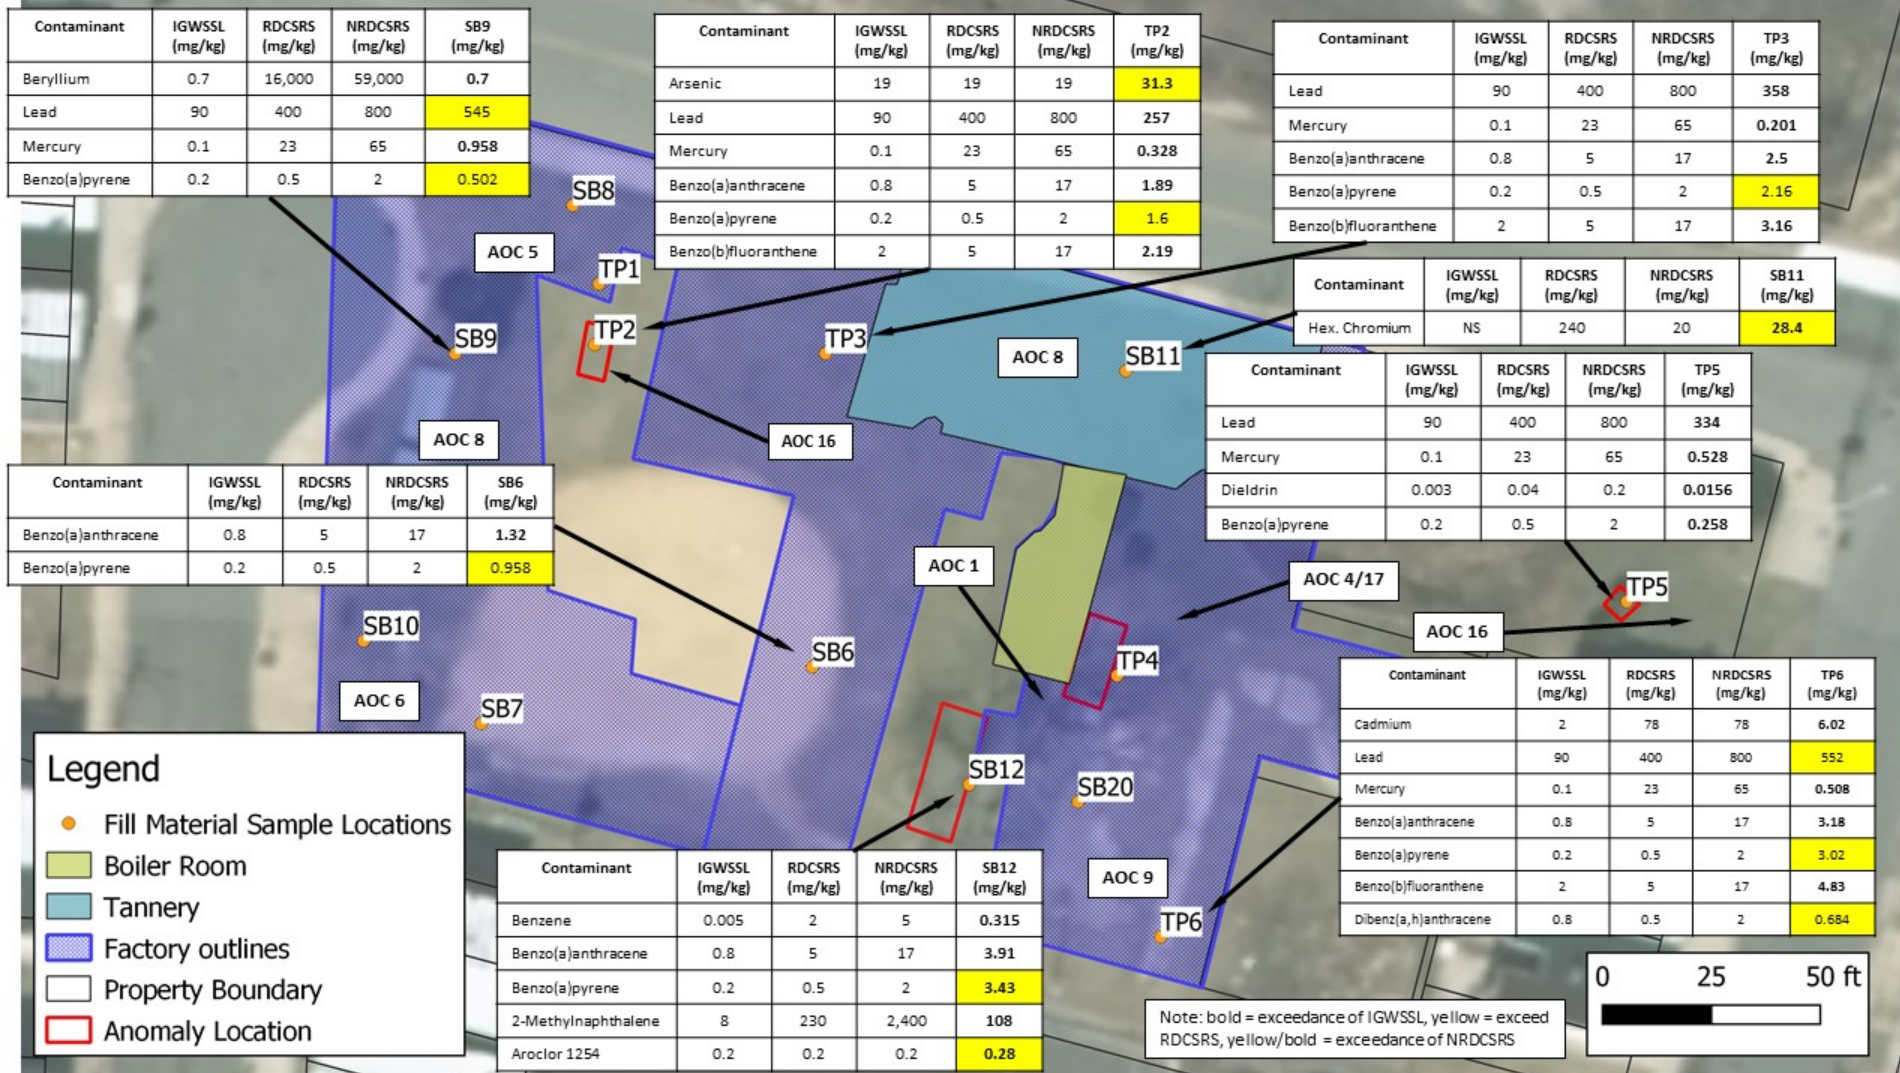 Contaminant IGWSSL (mg/kg) RDCSRS (mg/kg) NRDCSRS (mg/kg) SB9 (mg/kg)
Beryllium 0.7 16,000 59,000 0.7
Lead 90 400 800 545
Mercury 0.1 23 65 0.958
Benzo(a)pyrene 0.2 0.5 2 0.502
Contaminant IGWSSL (mg/kg) RDCSRS (mg/kg) NRDCSRS (mg/kg) TP2 (mg/kg)
Arsenic 19 19 19 31.3
Lead 90 400 800 257
Mercury 0.1 23 65 0.328
Benzo(a)anthracene 0.8 5 17 1.89
Benzo(a)pyrene 0.2 0.5 2 1.6
Benzo(b)fluoranthene 2 5 17 2.19
Contaminant IGWSSL (mg/kg) RDCSRS (mg/kg) NRDCSRS (mg/kg) TP3 (mg/kg)
Lead 90 400 800 358
Mercury 0.1 23 65 0.201
Benzo(a)anthracene 0.8 5 17 2.5
Benzo(a)pyrene 0.2 0.5 2 2.16
Benzo(b)fluoranthene 2 5 17 3.16
Contaminant IGWSSL (mg/kg) RDCSRS (mg/kg) NRDCSRS (mg/kg) SB11 (mg/kg)
Hex. Chromium NS 240 20 28.4
SB8
AOC 5
TP1
TP2
SB9
TP3
AOC 8
SB11
AOC 8
AOC 16
Contaminant IGWSSL (mg/kg) RDCSRS (mg/kg) NRDCSRS (mg/kg) TP5 (mg/kg)
Lead 90 400 800 334
Mercury 0.1 23 65 0.528
Dieldrin 0.003 0.04 0.2 0.0156
Benzo(a)pyrene 0.2 0.5 2 0.258
Contaminant IGWSSL (mg/kg) RDCSRS (mg/kg) NRDCSRS (mg/kg) SB6 (mg/kg)
Benzo(a)anthracene 0.8 5 17 1.32
Benzo(a)pyrene 0.2 0.5 2 0.958
AOC 1
AOC 4/17
TP5
AOC 16
SB10
SB6
TP4
AOC 6
SB7
SB12
SB20
AOC 9
TP6
Contaminant IGWSSL (mg/kg) RDCSRS (mg/kg) NRDCSRS (mg/kg) TP6 (mg/kg)
Cadmium 2 78 78 6.02
Lead 90 400 800 552
Mercury 0.1 23 65 0.508
Benzo(a)anthracene 0.8 5 17 3.18
Benzo(a)pyrene 0.2 0.5 2 3.02
Benzo(b)fluoranthene 2 5 17 4.83
Dibenz(a,h)anthracene 0.8 0.5 2 0.684
Legend
Fill Material Sample Locations
Boiler Room
Tannery
Factory outlines
Property Boundary
Anomaly Location
Contaminant IGWSSL (mg/kg) RDCSRS (mg/kg) NRDCSRS (mg/kg) SB12 (mg/kg)
Benzene 0.005 2 5 0.315
Benzo(a)anthracene 0.8 5 17 3.91
Benzo(a)pyrene 0.2 0.5 2 3.43
2-Methylnaphthalene 8 230 2,400 108
Aroclor 1254 0.2 0.2 0.2 0.28
Note: bold = exceedance of IGWSSL, yellow = exceed
RDCSRS, yellow/bold = exceedance of NRDCSRS
0 25 50 ft